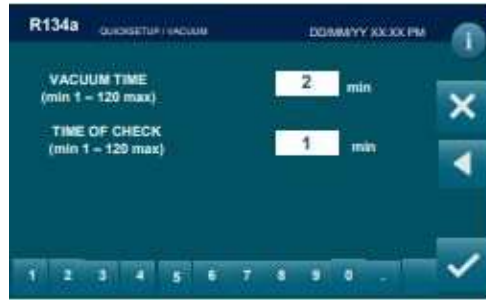 R134a QUICKSETUP / VACUUM DD/MM/YY XX:XX PM
i
VACUUM TIME 2 min
(min 1 – 120 max)
TIME OF CHECK 1 min
(min 1 – 120 max)
1 2 3 4 5 6 7 8 9 0 .